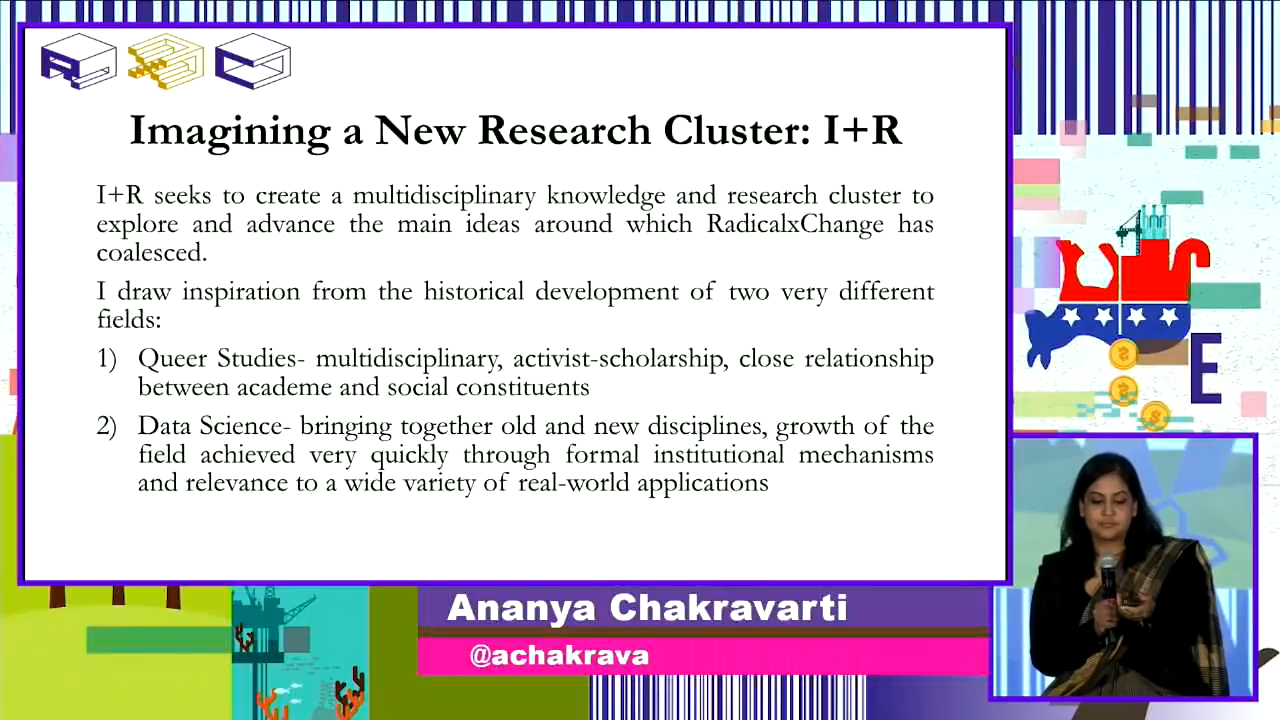 RXC
Imagining a New Research Cluster: I+R
I+R seeks to create a multidisciplinary knowledge and research cluster to
explore and advance the main ideas around which RadicalxChange has
coalesced.
I draw inspiration from the historical development of two very different
fields:
1) Queer Studies- multidisciplinary, activist-scholarship, close relationship
between academe and social constituents
2) Data Science- bringing together old and new disciplines, growth of the
field achieved very quickly through formal institutional mechanisms
and relevance to a wide variety of real-world applications
E
Ananya Chakravarti
@achakrava